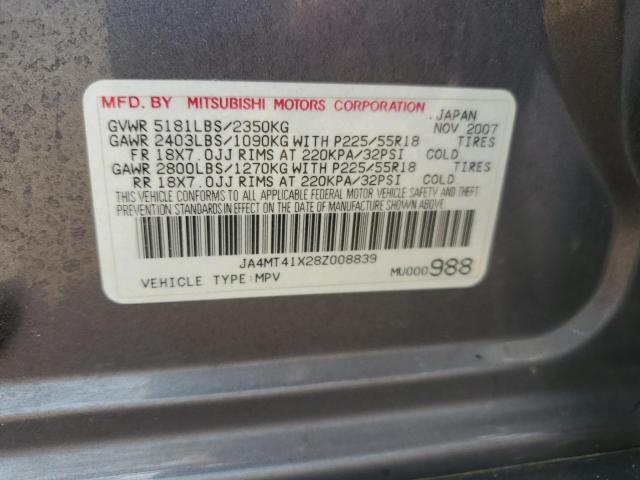 MFD. BY MITSUBISHI MOTORS CORPORATION, JAPAN
GVWR 5181LBS/2350KG NOV 2007
GAWR 2403LBS/1090KG WITH P225/55R18 TIRES
FR 18X7.0JJ RIMS AT 220KPA/32PSI COLD
GAWR 2800LBS/1270KG WITH P225/55R18 TIRES
RR 18X7.0JJ RIMS AT 220KPA/32PSI COLD
THIS VEHICLE CONFORMS TO ALL APPLICABLE FEDERAL MOTOR VEHICLE SAFETY AND THEFT
PREVENTION STANDARDS IN EFFECT ON THE DATE OF MANUFACTURE SHOWN ABOVE.
JA4MT41X28Z008839
VEHICLE TYPE:MPV MU000988